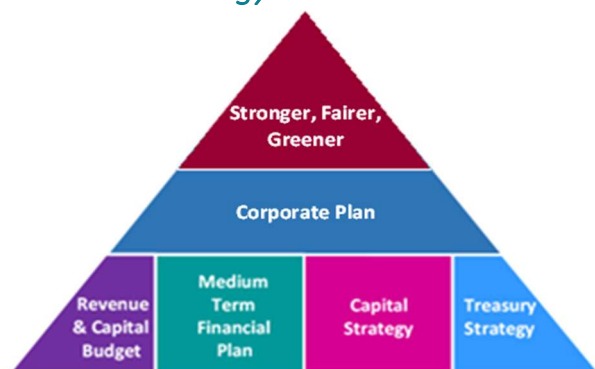 Stronger, Fairer,
Greener
Corporate Plan
Revenue
& Capital
Budget
Medium
Term
Financial
Plan
Capital
Strategy
Treasury
Strategy